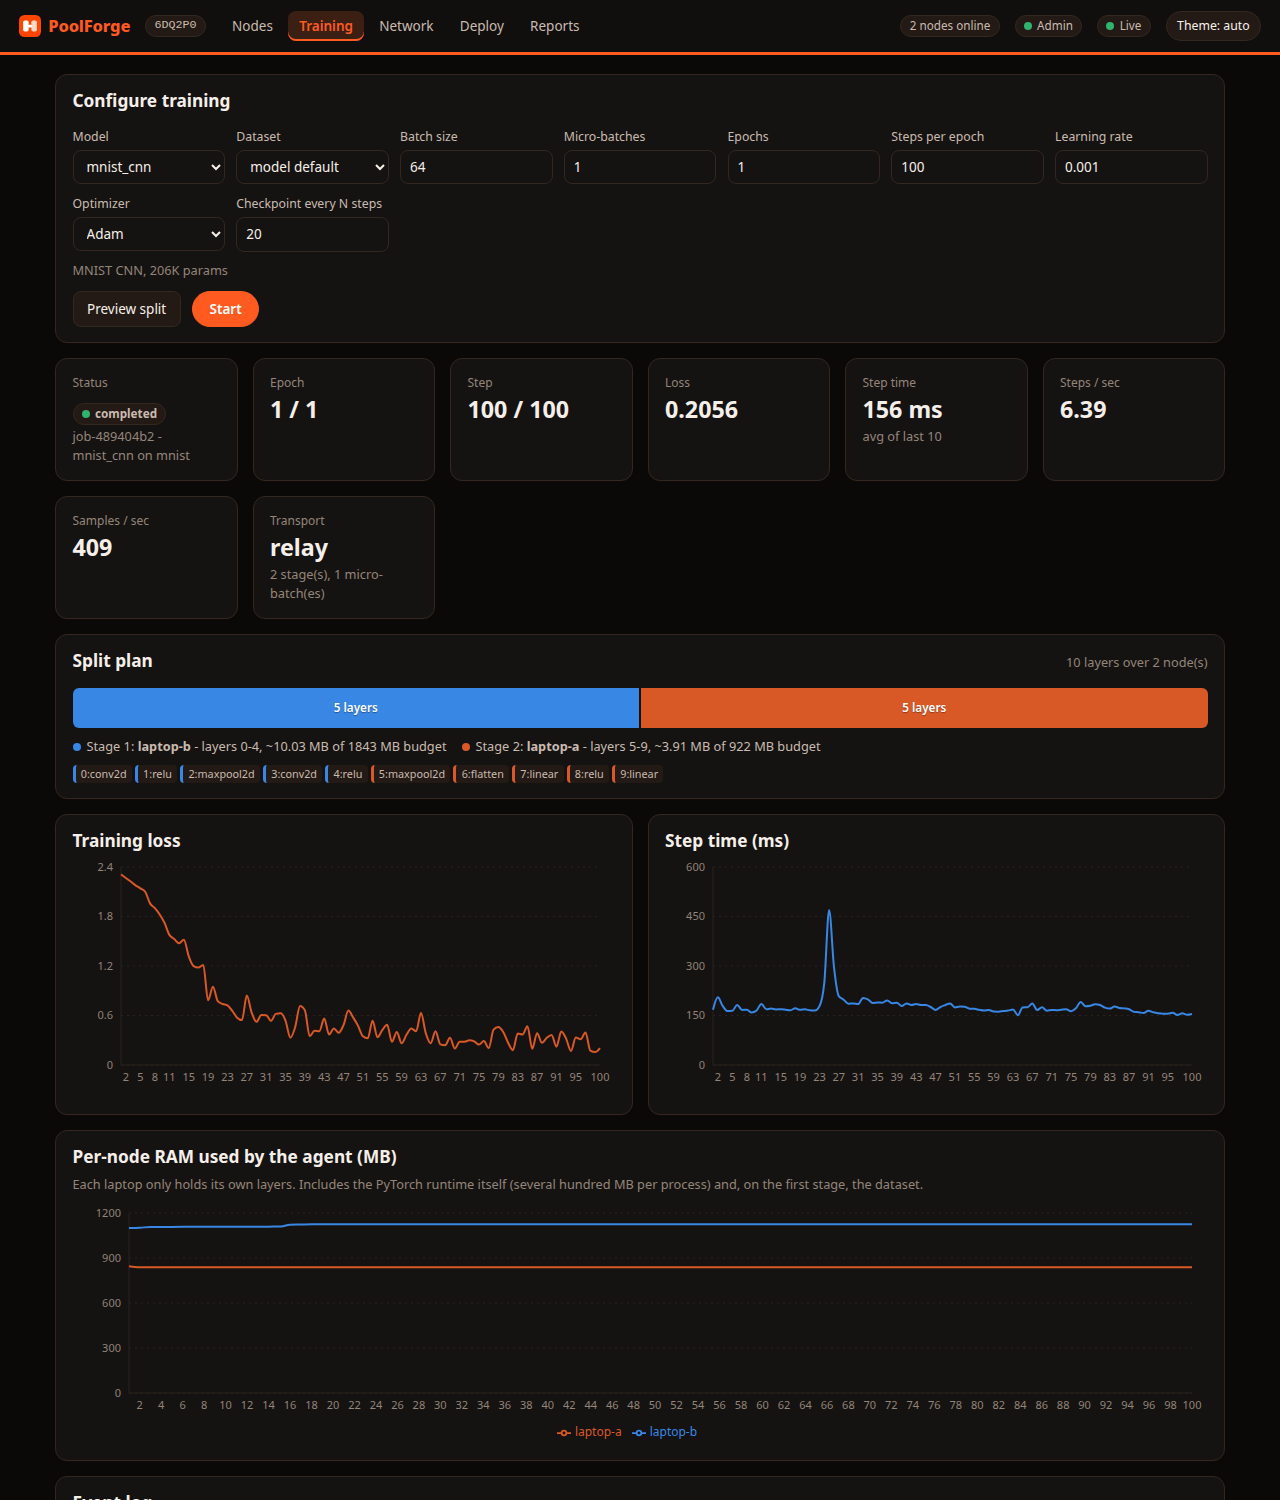 PoolForge 6DQ2P0 Nodes Training Network Deploy Reports 2 nodes online Admin Live Theme: auto
Configure training
Model Dataset Batch size Micro-batches Epochs Steps per epoch Learning rate
mnist_cnn model default 64 1 1 100 0.001
Optimizer Checkpoint every N steps
Adam 20
MNIST CNN, 206K params
Preview split Start
Status Epoch Step Loss Step time Steps / sec
completed 1 / 1 100 / 100 0.2056 156 ms 6.39
job-489404b2 - avg of last 10
mnist_cnn on mnist
Samples / sec Transport
409 relay
2 stage(s), 1 micro-
batch(es)
Split plan 10 layers over 2 node(s)
5 layers 5 layers
Stage 1: laptop-b - layers 0-4, ~10.03 MB of 1843 MB budget Stage 2: laptop-a - layers 5-9, ~3.91 MB of 922 MB budget
0:conv2d 1:relu 2:maxpool2d 3:conv2d 4:relu 5:maxpool2d 6:flatten 7:linear 8:relu 9:linear
Training loss Step time (ms)
2.4 600
1.8 450
1.2 300
0.6 150
0 0
2 5 8 11 15 19 23 27 31 35 39 43 47 51 55 59 63 67 71 75 79 83 87 91 95 100 2 5 8 11 15 19 23 27 31 35 39 43 47 51 55 59 63 67 71 75 79 83 87 91 95 100
Per-node RAM used by the agent (MB)
Each laptop only holds its own layers. Includes the PyTorch runtime itself (several hundred MB per process) and, on the first stage, the dataset.
1200
900
600
300
0
2 4 6 8 10 12 14 16 18 20 22 24 26 28 30 32 34 36 38 40 42 44 46 48 50 52 54 56 58 60 62 64 66 68 70 72 74 76 78 80 82 84 86 88 90 92 94 96 98 100
laptop-a laptop-b
Event log